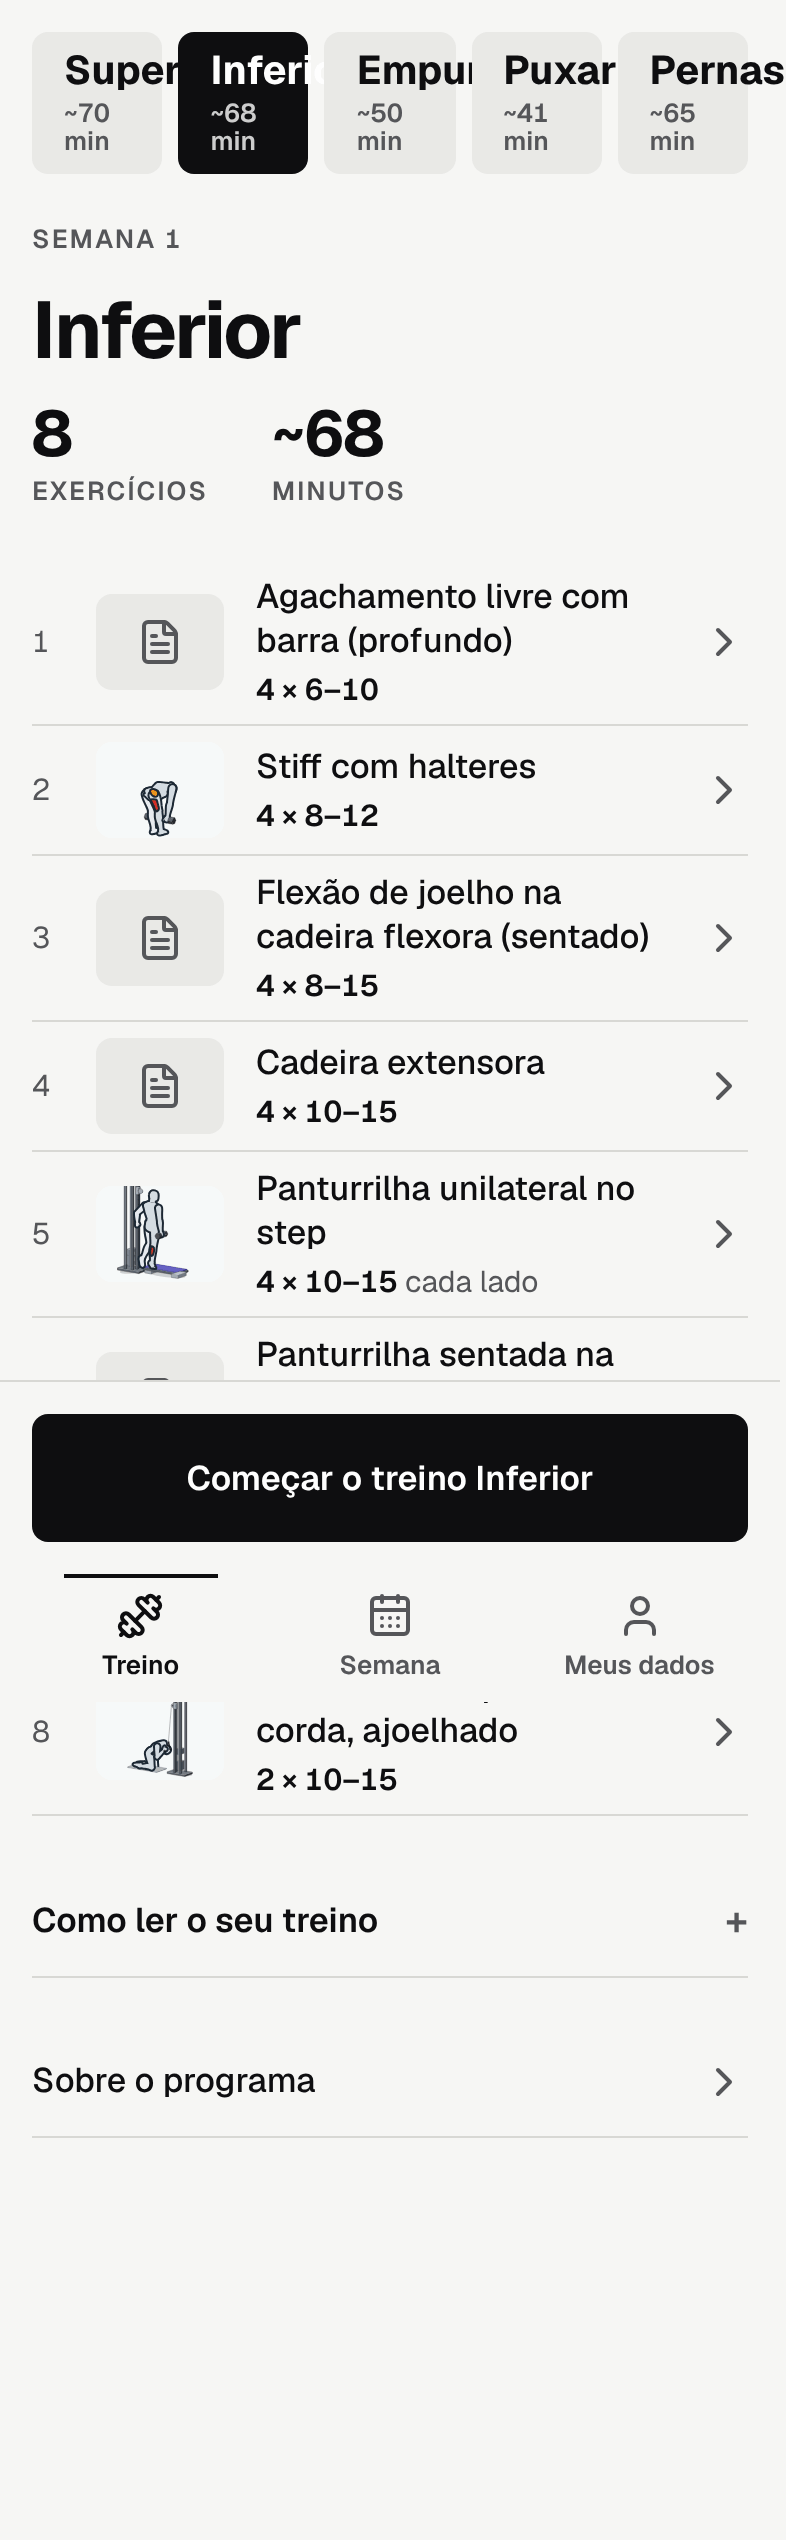 Super
~70
min
Inferio
~68
min
Empur
~50
min
Puxar
~41
min
Pernas
~65
min
SEMANA 1
Inferior
8
EXERCÍCIOS
~68
MINUTOS
1
Agachamento livre com
barra (profundo)
4 × 6–10
2
Stiff com halteres
4 × 8–12
3
Flexão de joelho na
cadeira flexora (sentado)
4 × 8–15
4
Cadeira extensora
4 × 10–15
5
Panturrilha unilateral no
step
4 × 10–15 cada lado
Panturrilha sentada na
Começar o treino Inferior
Treino
Semana
Meus dados
8
corda, ajoelhado
2 × 10–15
Como ler o seu treino
+
Sobre o programa